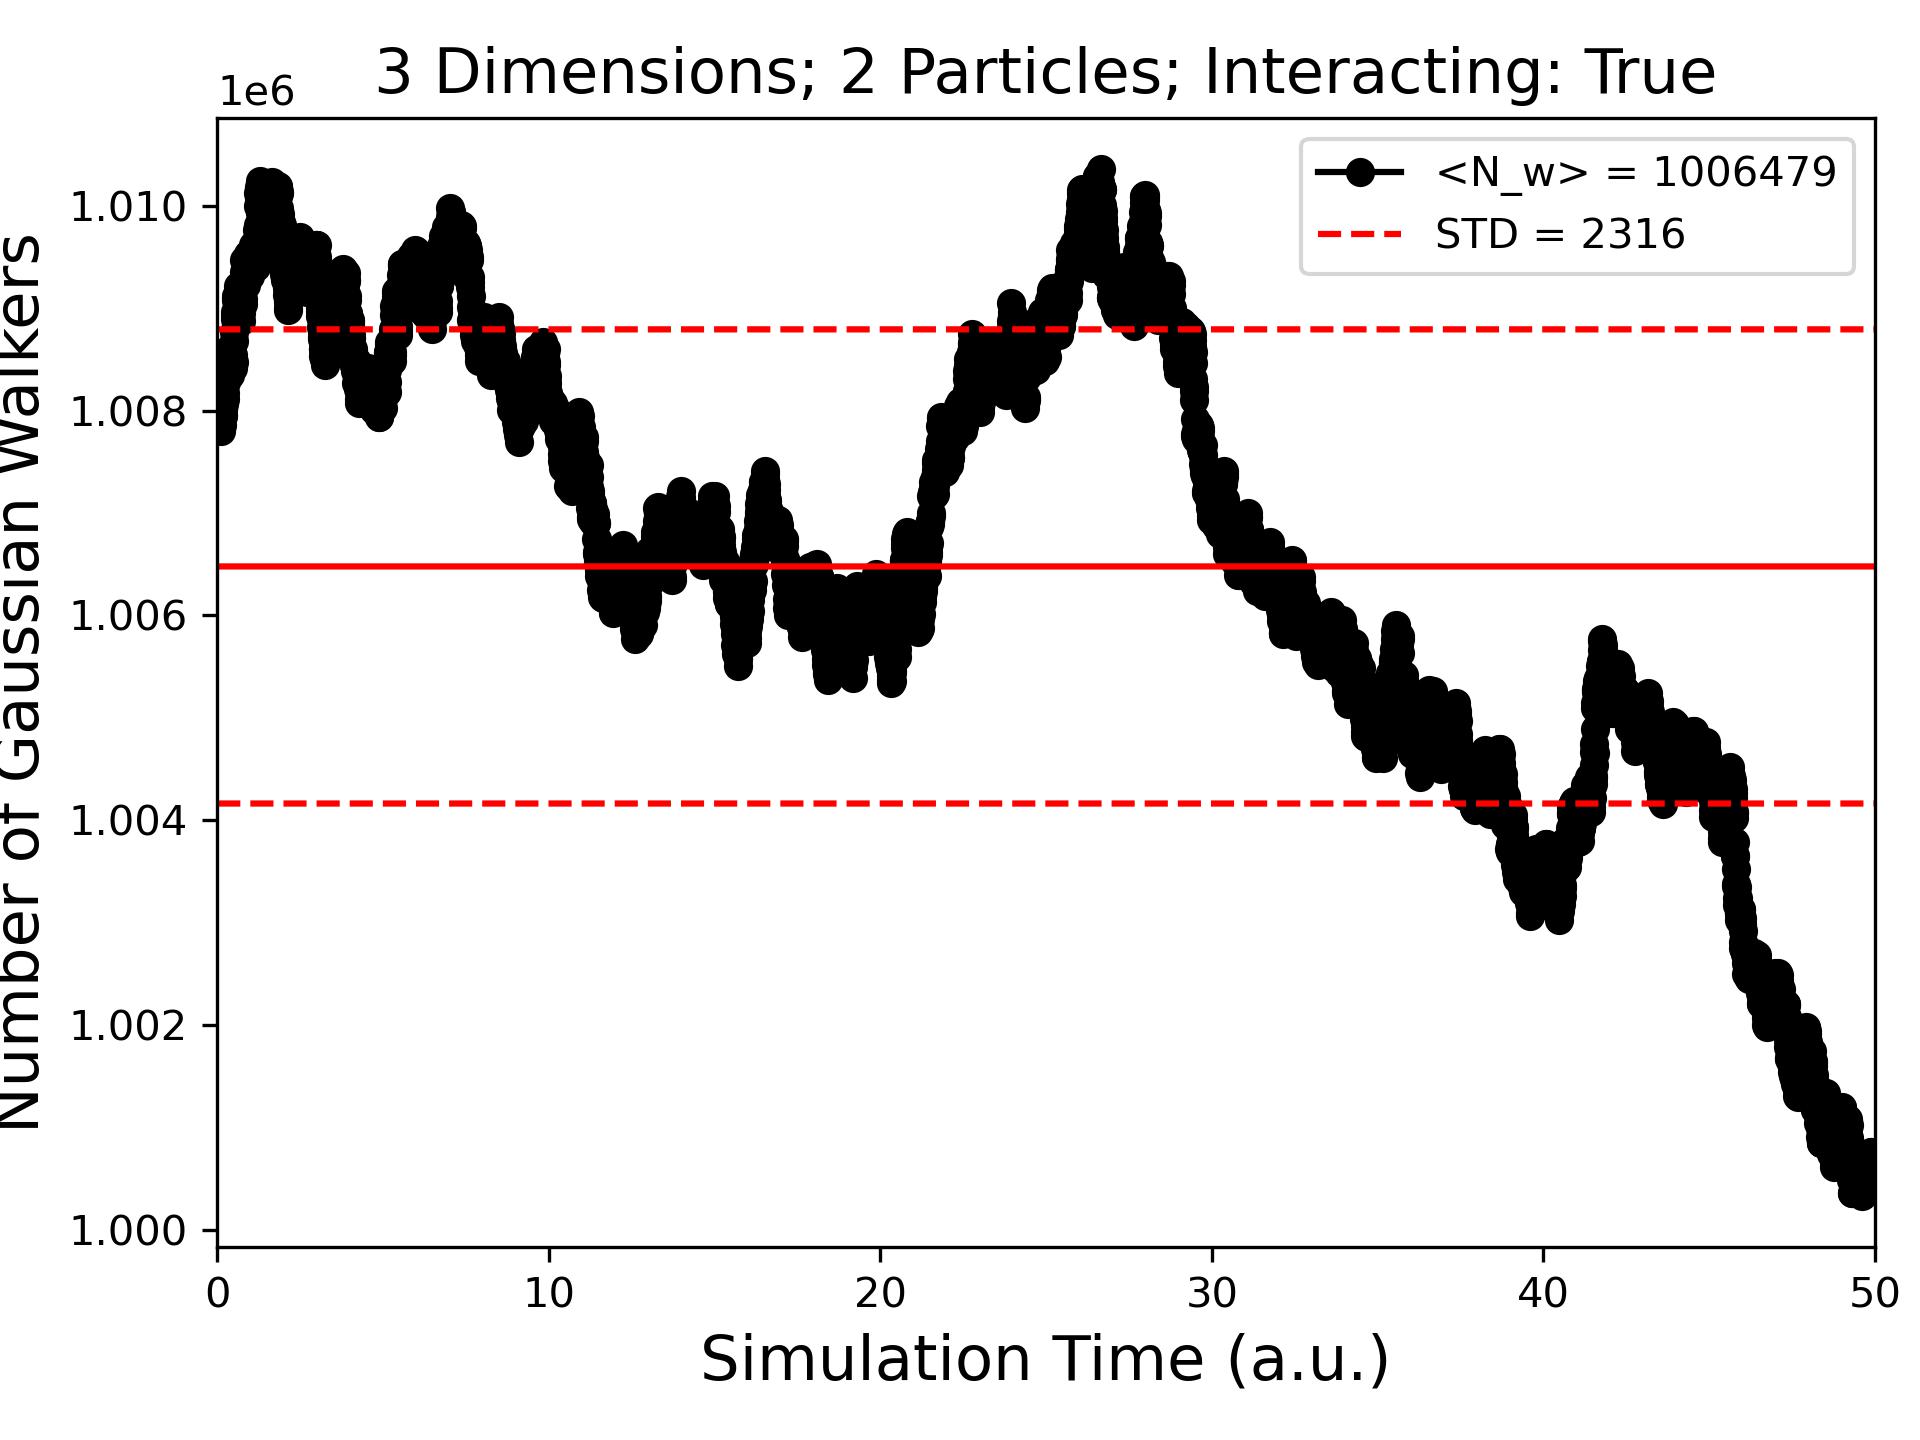 3 Dimensions; 2 Particles; Interacting: True
1e6
<N_w> = 1006479
STD = 2316
Number of Gaussian Walkers
1.010
1.008
1.006
1.004
1.002
1.000
0 10 20 30 40 50
Simulation Time (a.u.)